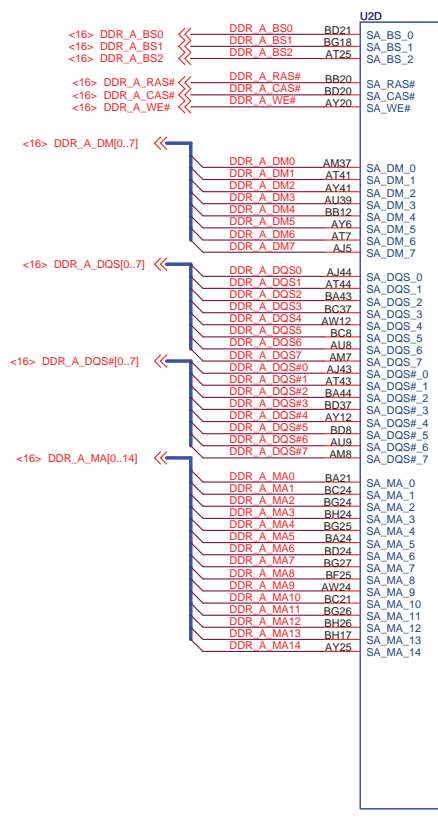 U2D
<16> DDR_A_BS0 DDR_A_BS0 BD21 SA_BS_0
<16> DDR_A_BS1 DDR_A_BS1 BG18 SA_BS_1
<16> DDR_A_BS2 DDR_A_BS2 AT25 SA_BS_2
<16> DDR_A_RAS# DDR_A_RAS# BB20 SA_RAS#
<16> DDR_A_CAS# DDR_A_CAS# BD20 SA_CAS#
<16> DDR_A_WE# DDR_A_WE# AY20 SA_WE#
<16> DDR_A_DM[0..7]
DDR_A_DM0 AM37 SA_DM_0
DDR_A_DM1 AT41 SA_DM_1
DDR_A_DM2 AY41 SA_DM_2
DDR_A_DM3 AU39 SA_DM_3
DDR_A_DM4 BB12 SA_DM_4
DDR_A_DM5 AY6 SA_DM_5
DDR_A_DM6 AT7 SA_DM_6
DDR_A_DM7 AJ5 SA_DM_7
<16> DDR_A_DQS[0..7]
DDR_A_DQS0 AJ44 SA_DQS_0
DDR_A_DQS1 AT44 SA_DQS_1
DDR_A_DQS2 BA43 SA_DQS_2
DDR_A_DQS3 BC37 SA_DQS_3
DDR_A_DQS4 AW12 SA_DQS_4
DDR_A_DQS5 BC8 SA_DQS_5
DDR_A_DQS6 AU8 SA_DQS_6
DDR_A_DQS7 AM7 SA_DQS_7
<16> DDR_A_DQS#[0..7]
DDR_A_DQS#0 AJ43 SA_DQS#_0
DDR_A_DQS#1 AT43 SA_DQS#_1
DDR_A_DQS#2 BA44 SA_DQS#_2
DDR_A_DQS#3 BD37 SA_DQS#_3
DDR_A_DQS#4 AY12 SA_DQS#_4
DDR_A_DQS#5 BD8 SA_DQS#_5
DDR_A_DQS#6 AU9 SA_DQS#_6
DDR_A_DQS#7 AM8 SA_DQS#_7
<16> DDR_A_MA[0..14]
DDR_A_MA0 BA21 SA_MA_0
DDR_A_MA1 BC24 SA_MA_1
DDR_A_MA2 BG24 SA_MA_2
DDR_A_MA3 BH24 SA_MA_3
DDR_A_MA4 BG25 SA_MA_4
DDR_A_MA5 BA24 SA_MA_5
DDR_A_MA6 BD24 SA_MA_6
DDR_A_MA7 BG27 SA_MA_7
DDR_A_MA8 BF25 SA_MA_8
DDR_A_MA9 AW24 SA_MA_9
DDR_A_MA10 BC21 SA_MA_10
DDR_A_MA11 BG26 SA_MA_11
DDR_A_MA12 BH26 SA_MA_12
DDR_A_MA13 BH17 SA_MA_13
DDR_A_MA14 AY25 SA_MA_14